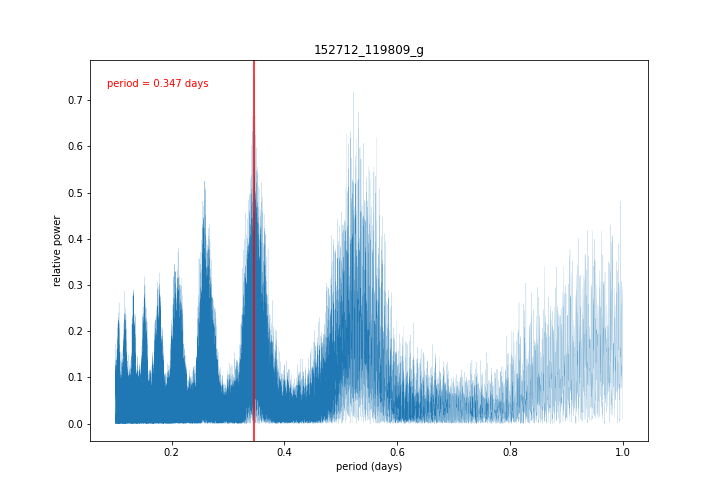 152712_119809_g
period = 0.347 days
relative power
0.7
0.6
0.5
0.4
0.3
0.2
0.1
0.0
0.2 0.4 0.6 0.8 1.0
period (days)